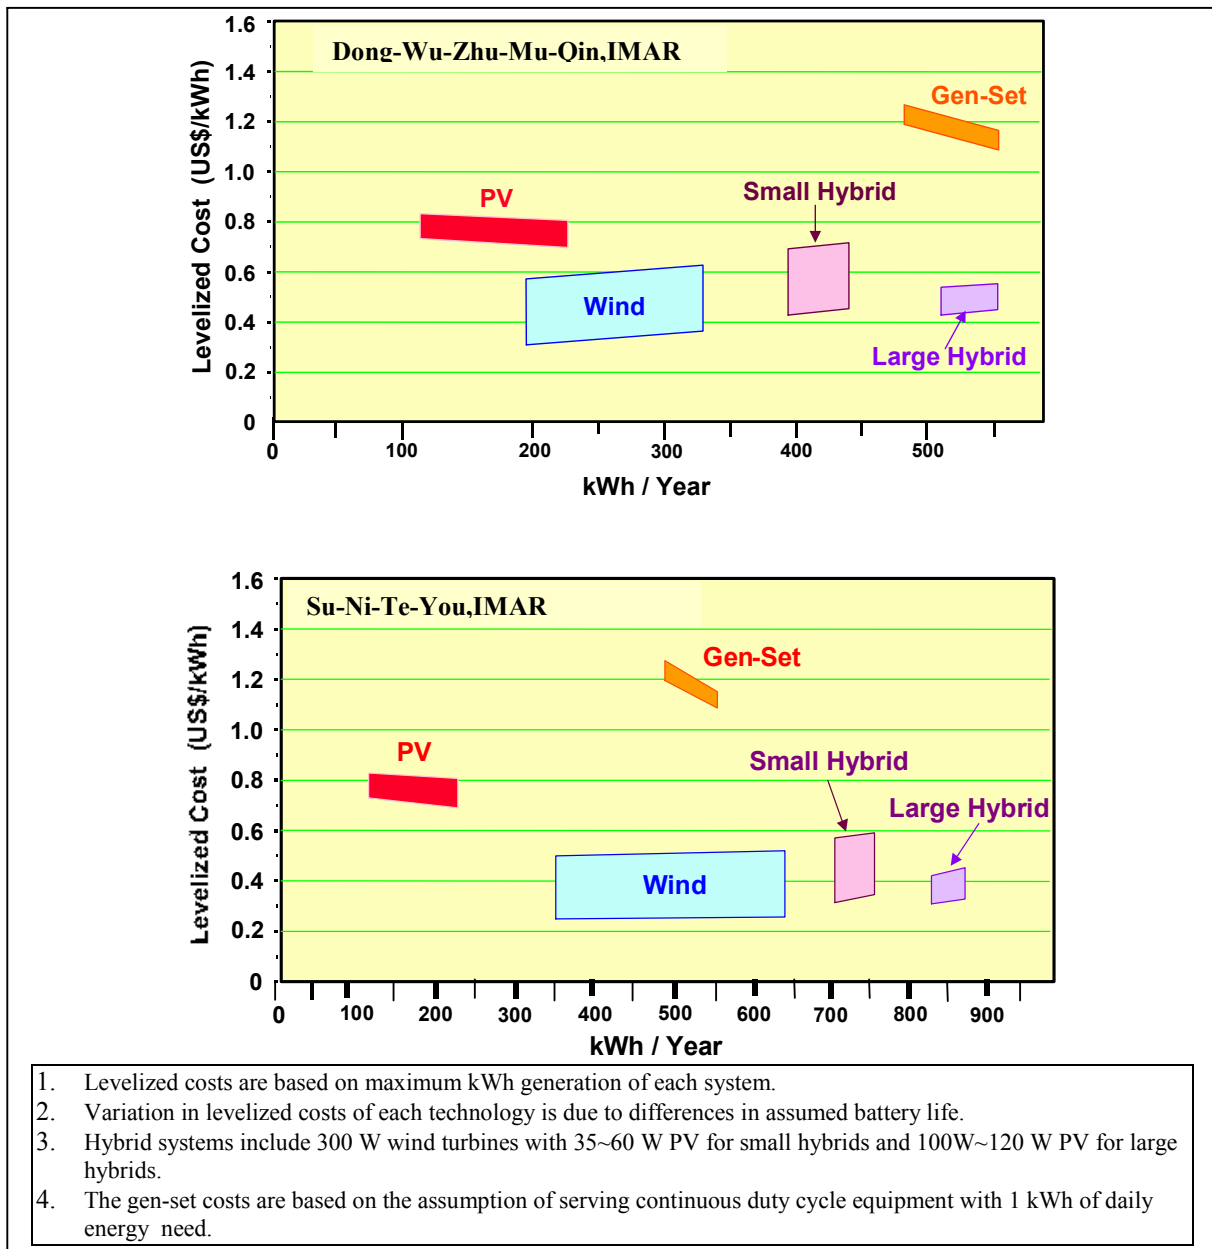 1.6
Dong-Wu-Zhu-Mu-Qin,IMAR
1.4
Gen-Set
1.2
1.0
Small Hybrid
PV
0.8
0.6
Wind
0.4
Large Hybrid
0.2
0
Levelized Cost (US$/kWh)
0 100 200 300 400 500
kWh / Year
1.6
Su-Ni-Te-You,IMAR
1.4
Gen-Set
1.2
1.0
PV
Small Hybrid
0.8
Large Hybrid
0.6
Wind
0.4
0.2
0
Levelized Cost (US$/kWh)
0 100 200 300 400 500 600 700 800 900
kWh / Year
1. Levelized costs are based on maximum kWh generation of each system.
2. Variation in levelized costs of each technology is due to differences in assumed battery life.
3. Hybrid systems include 300 W wind turbines with 35~60 W PV for small hybrids and 100W~120 W PV for large
hybrids.
4. The gen-set costs are based on the assumption of serving continuous duty cycle equipment with 1 kWh of daily
energy need.